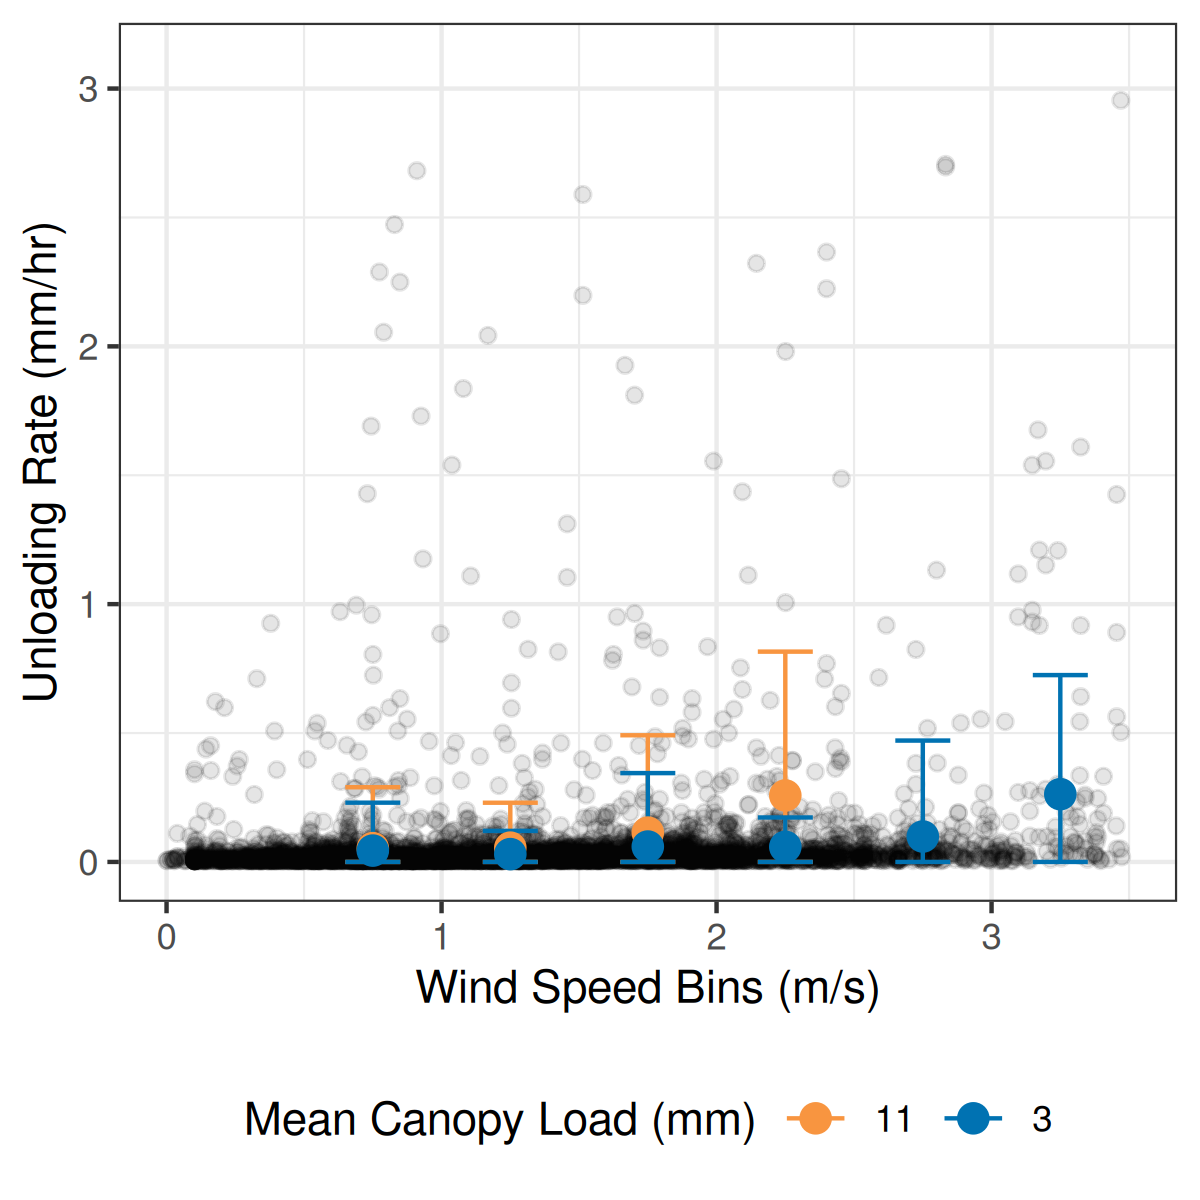 3
2
1
0
Unloading Rate (mm/hr)
0 1 2 3
Wind Speed Bins (m/s)
Mean Canopy Load (mm) 11 3